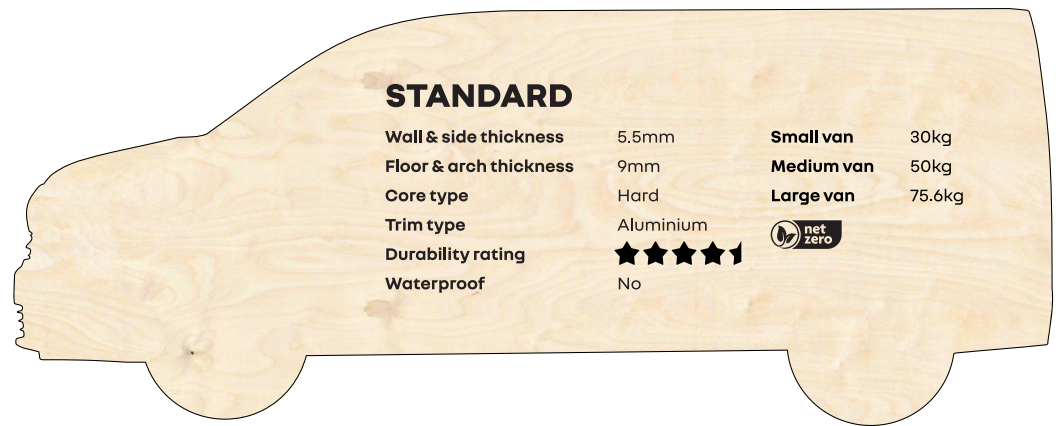 STANDARD
Wall & side thickness 5.5mm
Floor & arch thickness 9mm
Core type Hard
Trim type Aluminium
Durability rating
Waterproof No
Small van 30kg
Medium van 50kg
Large van 75.6kg
net
zero